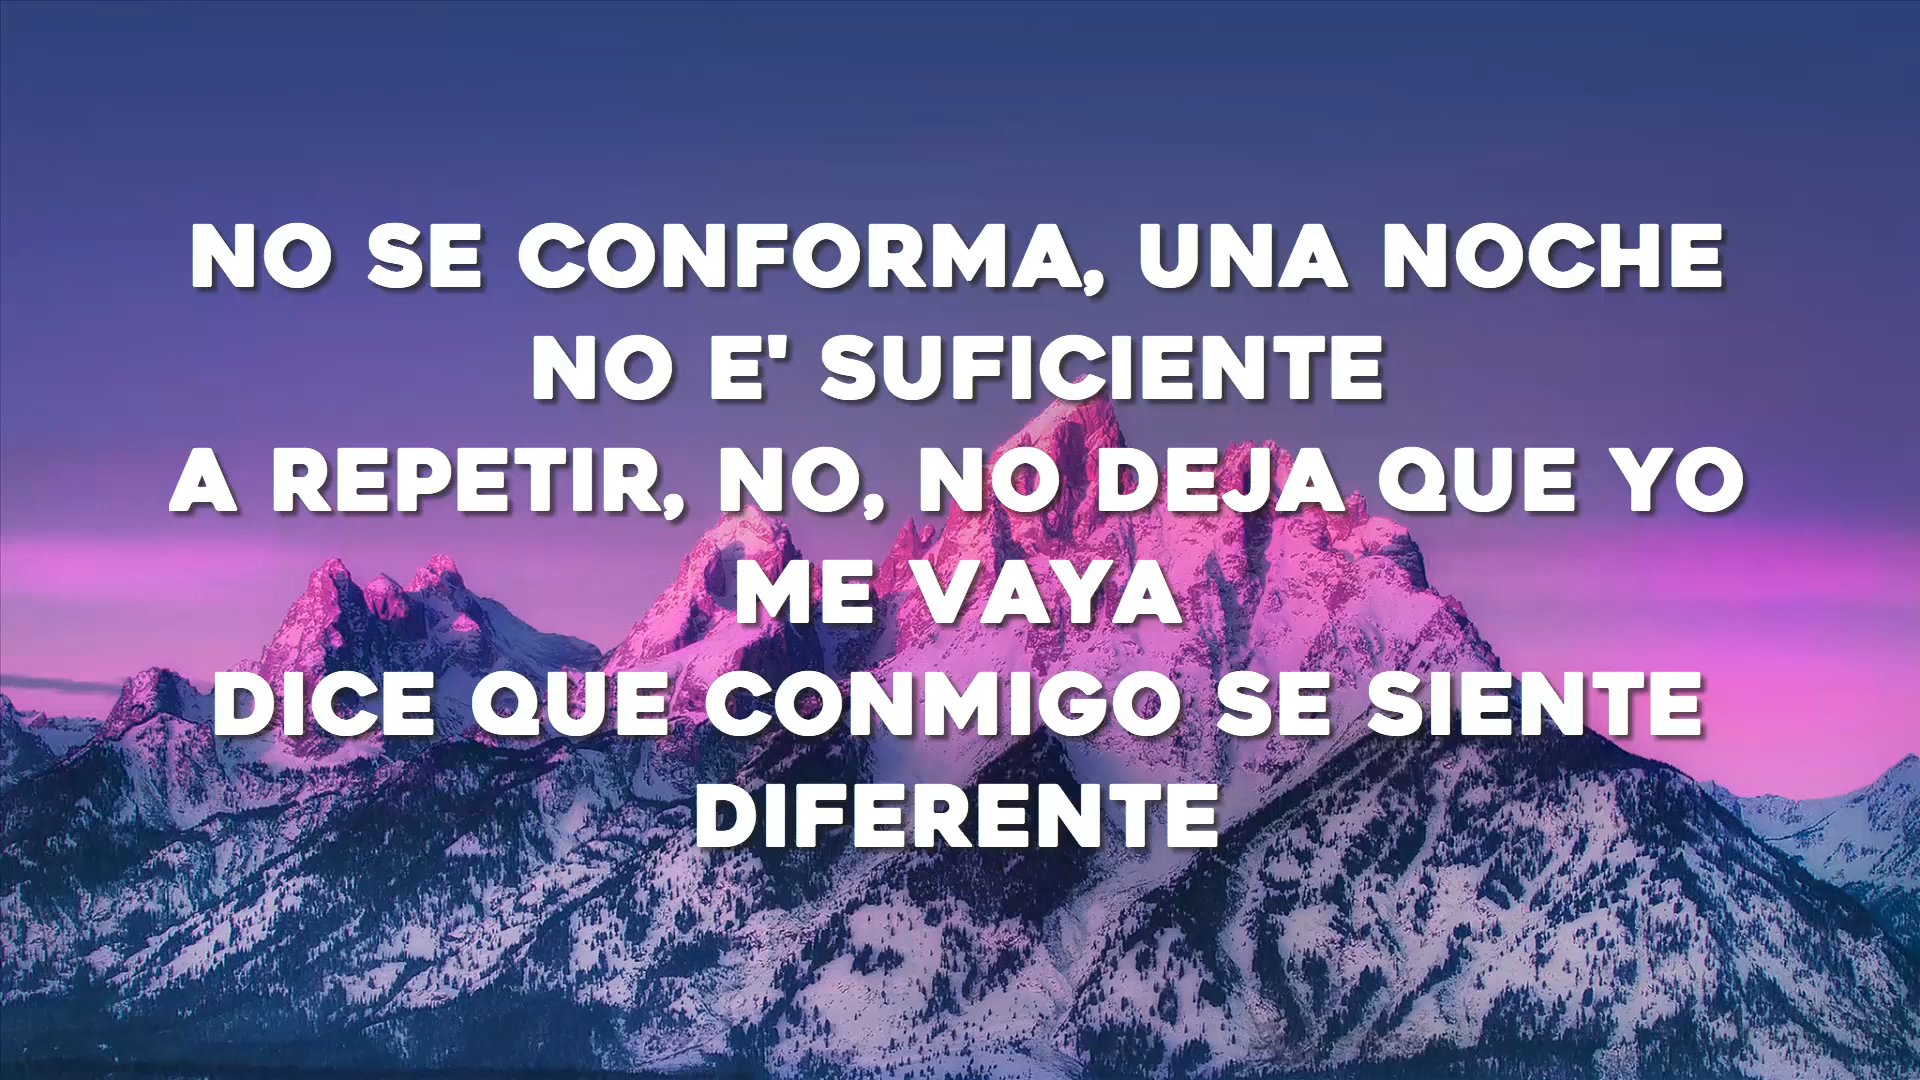 NO SE CONFORMA, UNA NOCHE
NO E' SUFICIENTE
A REPETIR, NO, NO DEJA QUE YO
ME VAYA
DICE QUE CONMIGO SE SIENTE
DIFERENTE